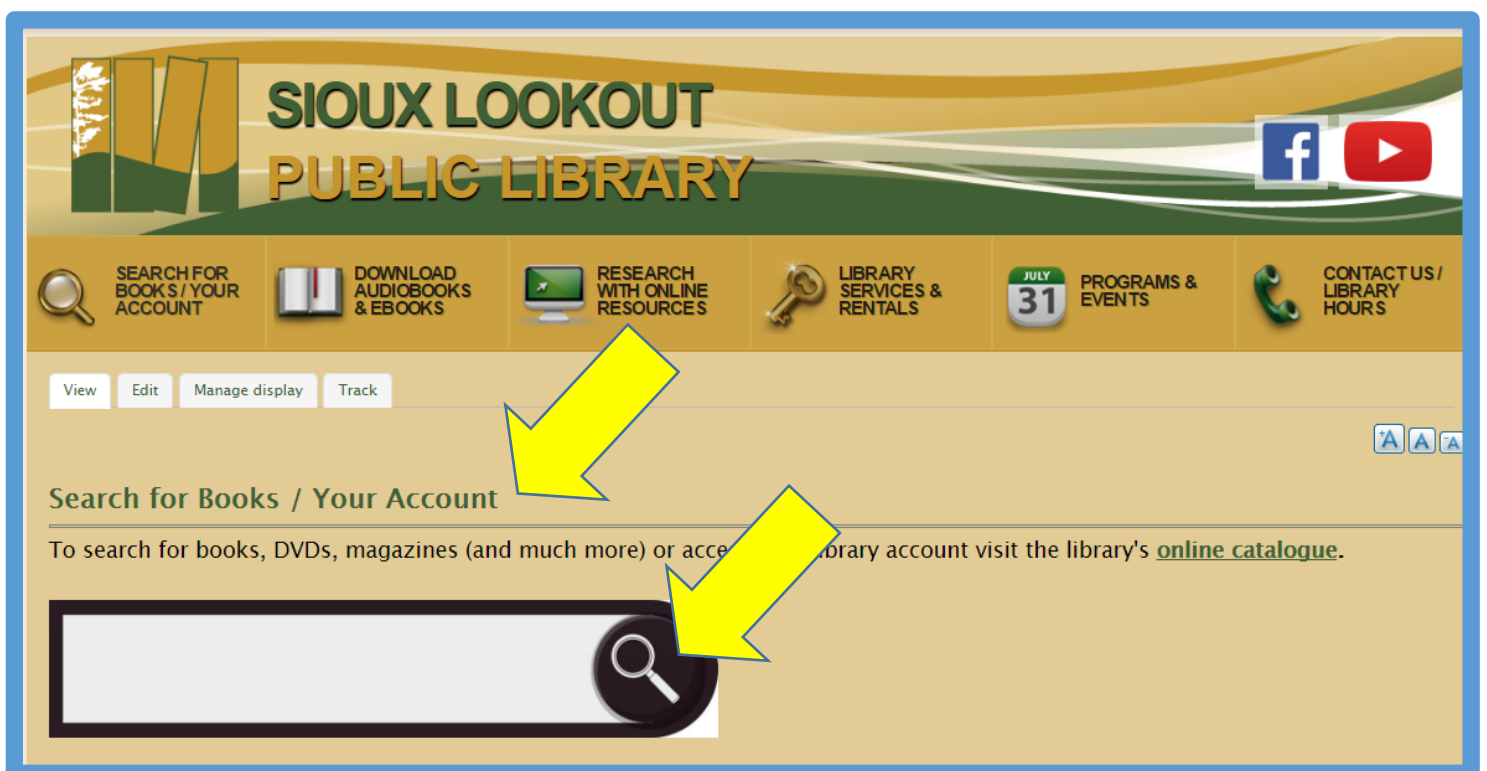 SIOUX LOOKOUT
PUBLIC LIBRARY
f
SEARCH FOR
BOOKS / YOUR
ACCOUNT
DOWNLOAD
AUDIOBOOKS
& EBOOKS
RESEARCH
WITH ONLINE
RESOURCES
LIBRARY
SERVICES &
RENTALS
JULY
31
PROGRAMS &
EVENTS
CONTACT US /
LIBRARY
HOURS
View Edit Manage display Track
+A A -A
Search for Books / Your Account
To search for books, DVDs, magazines (and much more) or library account visit the library's online catalogue.